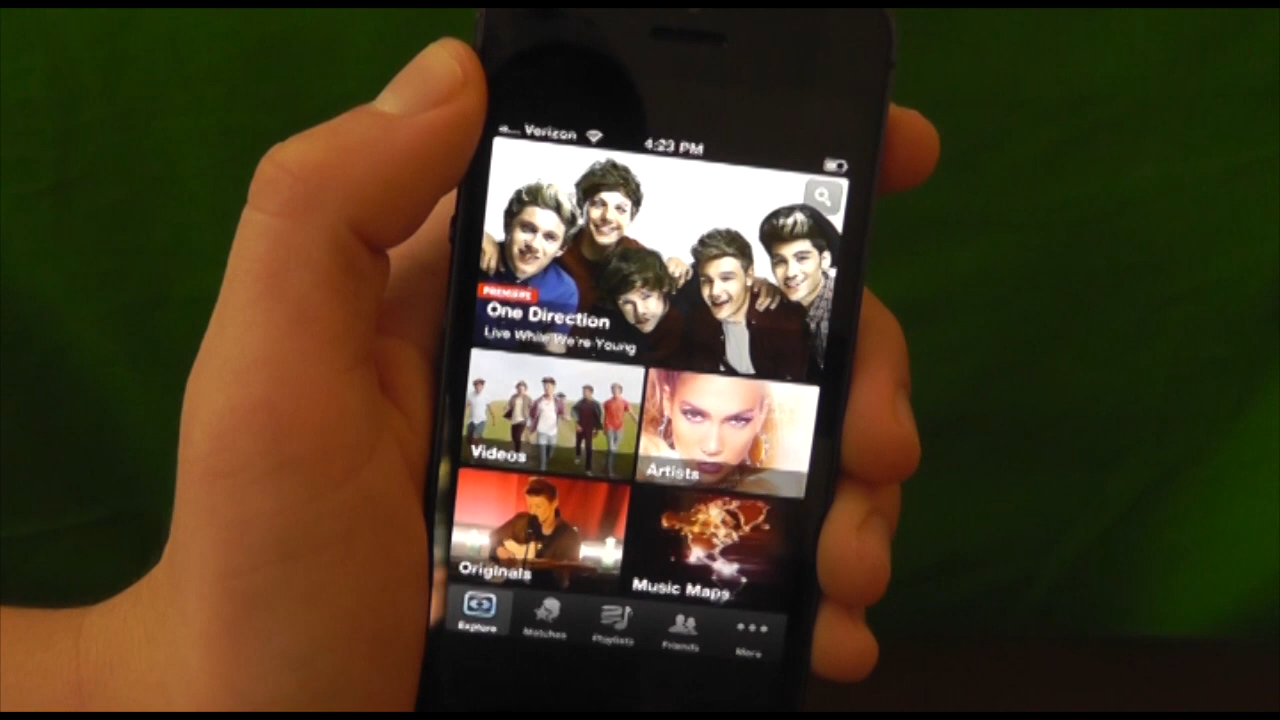 Verizon
4:23 PM
PREMIERE
One Direction
Live While We're Young
Videos
Artists
Originals
Music Maps
Explore
Matches
Playlists
Friends
More